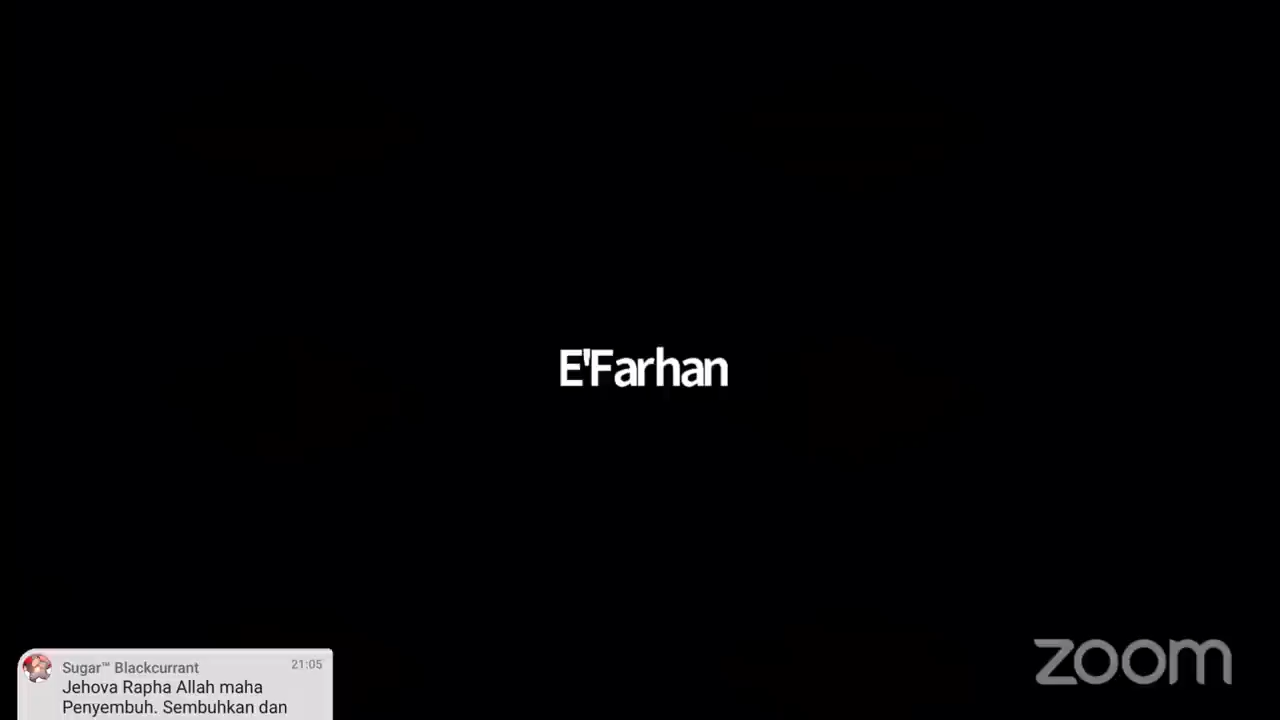 E'Farhan
zoom
Sugar™ Blackcurrant 21:05
Jehova Rapha Allah maha
Penyembuh. Sembuhkan dan